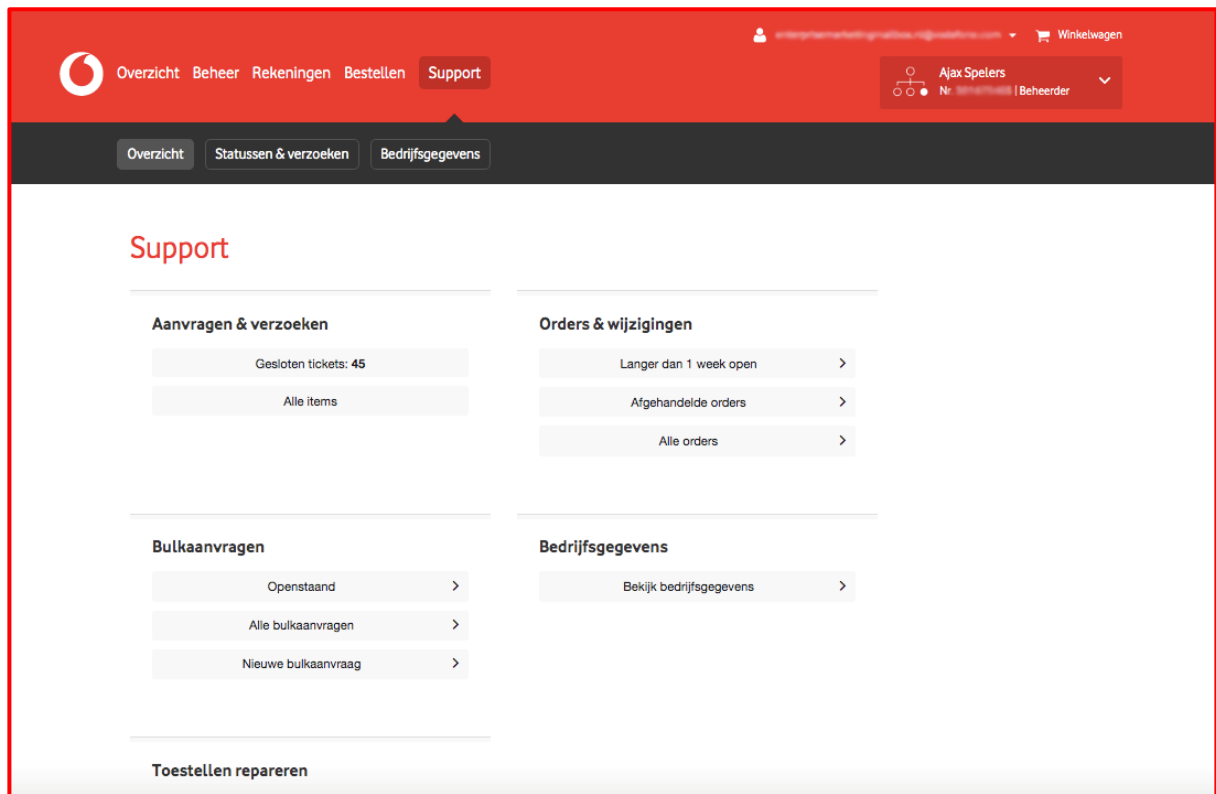 Winkelwagen
Overzicht Beheer Rekeningen Bestellen Support
Ajax Spelers
Nr. | Beheerder
Overzicht Statussen & verzoeken Bedrijfsgegevens
Support
Aanvragen & verzoeken
Gesloten tickets: 45
Alle items
Orders & wijzigingen
Langer dan 1 week open
Afgehandelde orders
Alle orders
Bulkaanvragen
Openstaand
Alle bulkaanvragen
Nieuwe bulkaanvraag
Bedrijfsgegevens
Bekijk bedrijfsgegevens
Toestellen repareren